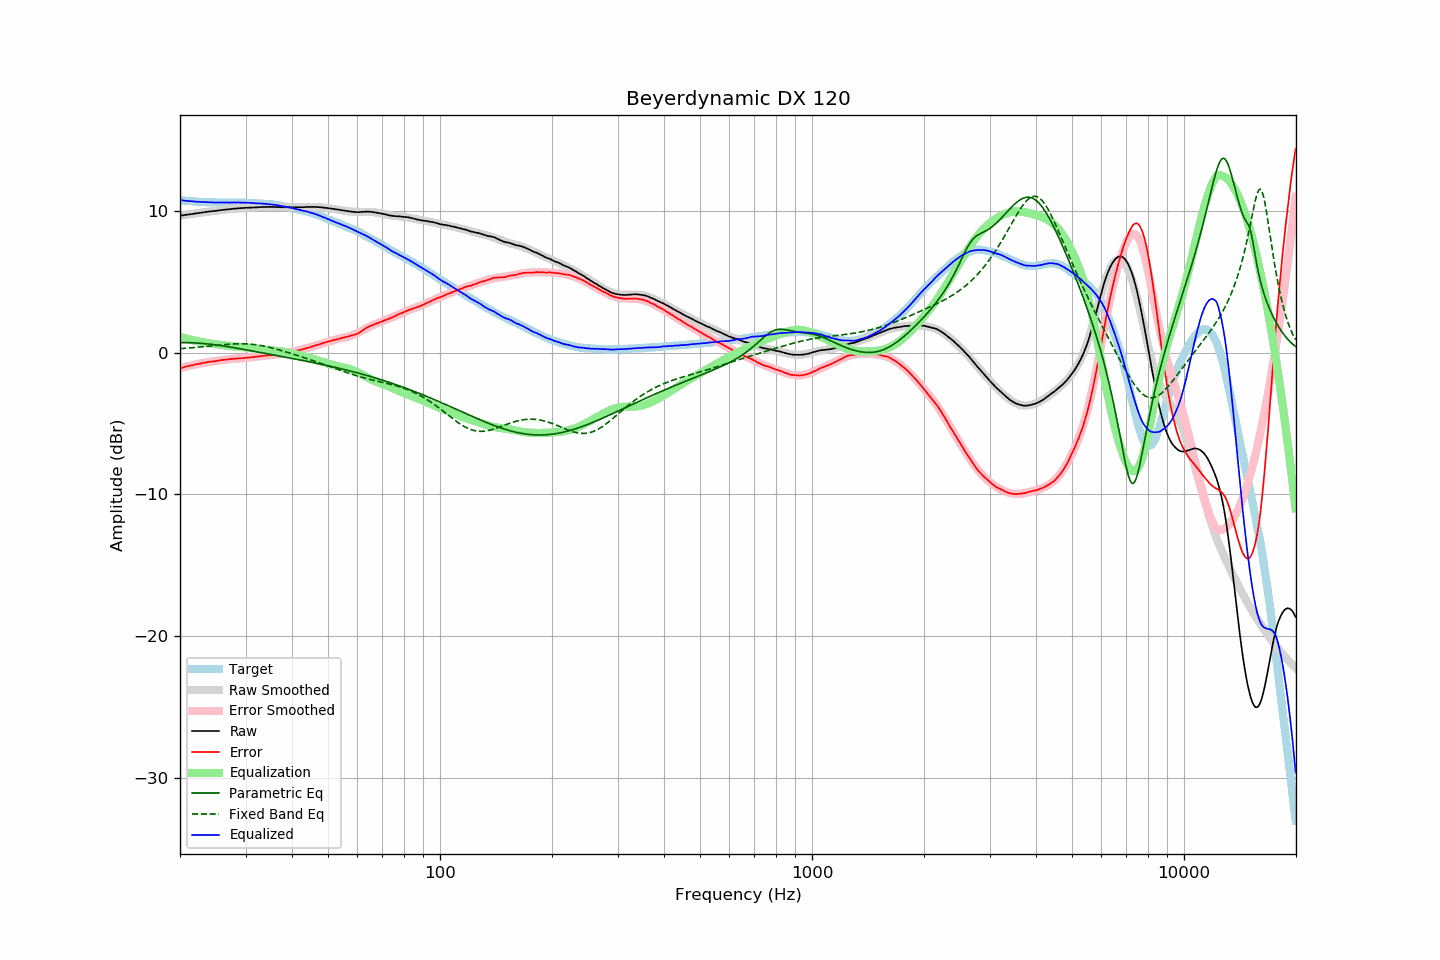 Beyerdynamic DX 120
Amplitude (dBr)
10
0
−10
−20
−30
Target
Raw Smoothed
Error Smoothed
Raw
Error
Equalization
Parametric Eq
Fixed Band Eq
Equalized
100 1000 10000
Frequency (Hz)